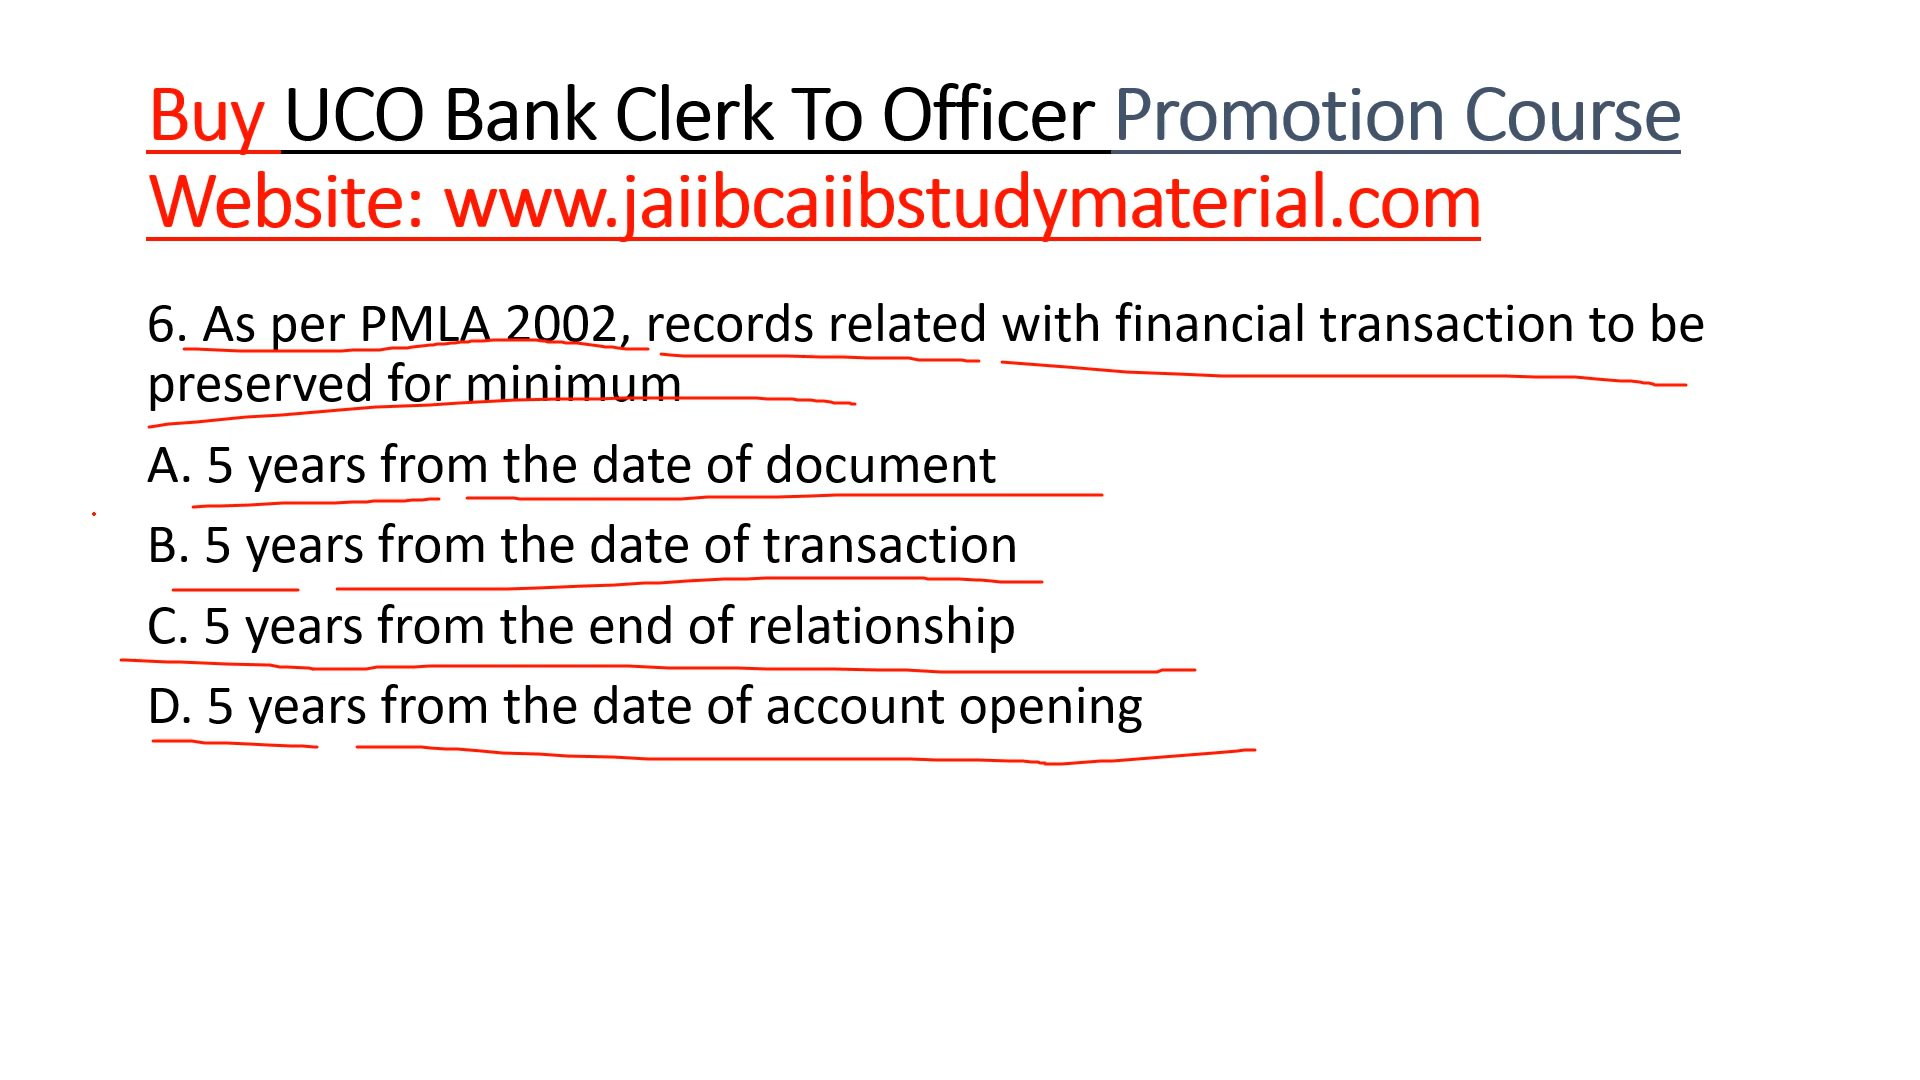 Buy UCO Bank Clerk To Officer Promotion Course
Website: www.jaiibcaiibstudymaterial.com
6. As per PMLA 2002, records related with financial transaction to be
preserved for minimum
A. 5 years from the date of document
B. 5 years from the date of transaction
C. 5 years from the end of relationship
D. 5 years from the date of account opening